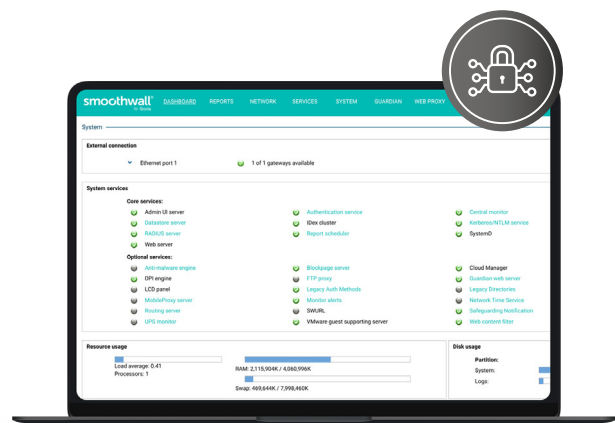 smoothwall
by Qoria
DASHBOARD REPORTS NETWORK SERVICES SYSTEM GUARDIAN WEB PROXY
System
External connection
Ethernet port 1 1 of 1 gateways available
System services
Core services:
Admin UI server Authentication service Central monitor
Datastore server IDex cluster Kerberos/NTLM service
RADIUS server Report scheduler SystemD
Web server
Optional services:
Anti-malware engine Blockpage server Cloud Manager
DPI engine FTP proxy Guardian web server
LCD panel Legacy Auth Methods Legacy Directories
MobileProxy server Monitor alerts Network Time Service
Routing server SWURL Safeguarding Notification
UPS monitor VMware guest supporting server Web content filter
Resource usage Disk usage
Load average: 0.41
Processors: 1
RAM: 2,115,904K / 4,060,996K
Swap: 469,644K / 7,998,460K
Partition:
System:
Logs: